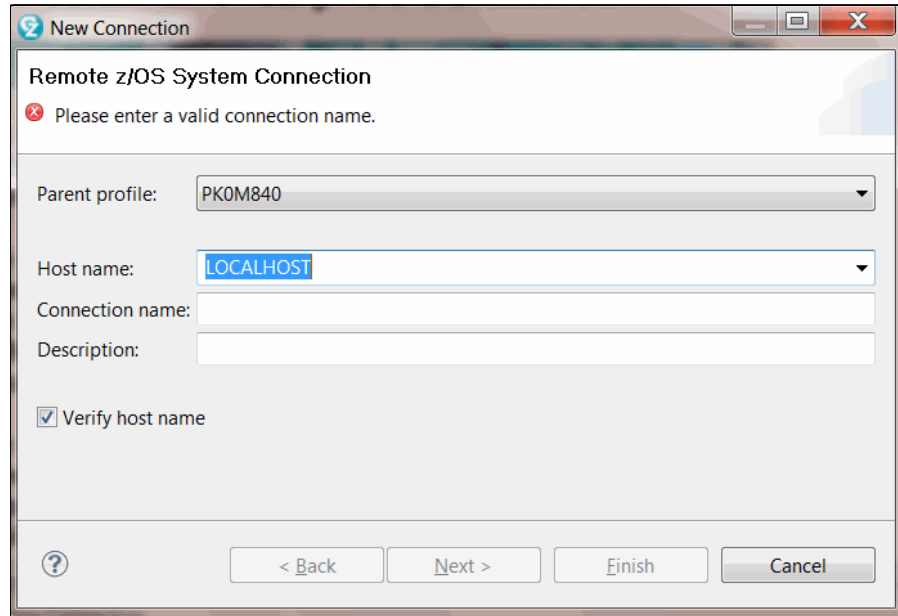 New Connection
Remote z/OS System Connection
Please enter a valid connection name.
Parent profile: PK0M840
Host name: LOCALHOST
Connection name:
Description:
Verify host name
< Back Next > Finish Cancel